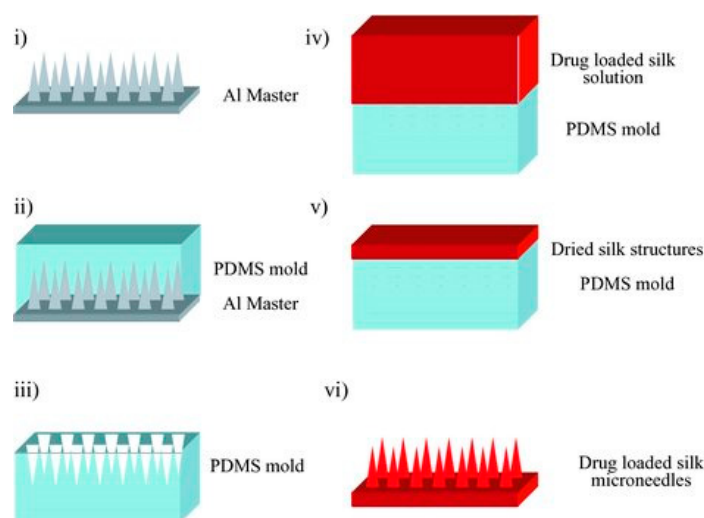 i)
Al Master
ii)
PDMS mold
Al Master
iii)
PDMS mold
iv)
Drug loaded silk
solution
PDMS mold
v)
Dried silk structures
PDMS mold
vi)
Drug loaded silk
microneedles